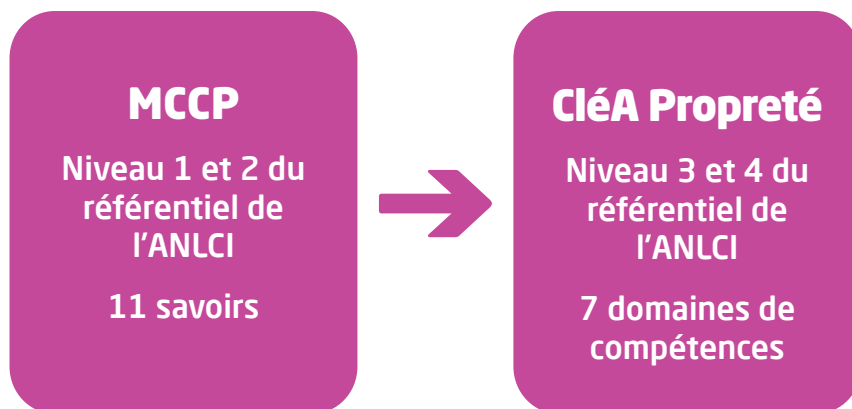 MCCP
Niveau 1 et 2 du
référentiel de
l'ANLCI
11 savoirs
CléA Propreté
Niveau 3 et 4 du
référentiel de
l'ANLCI
7 domaines de
compétences